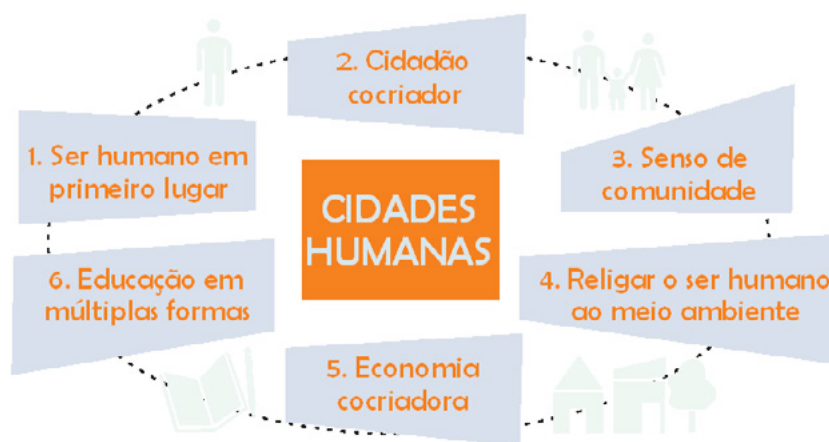 2. Cidadão
cocriador
1. Ser humano em
primeiro lugar
3. Senso de
comunidade
CIDADES
HUMANAS
6. Educação em
múltiplas formas
4. Religar o ser humano
ao meio ambiente
5. Economia
cocriadora